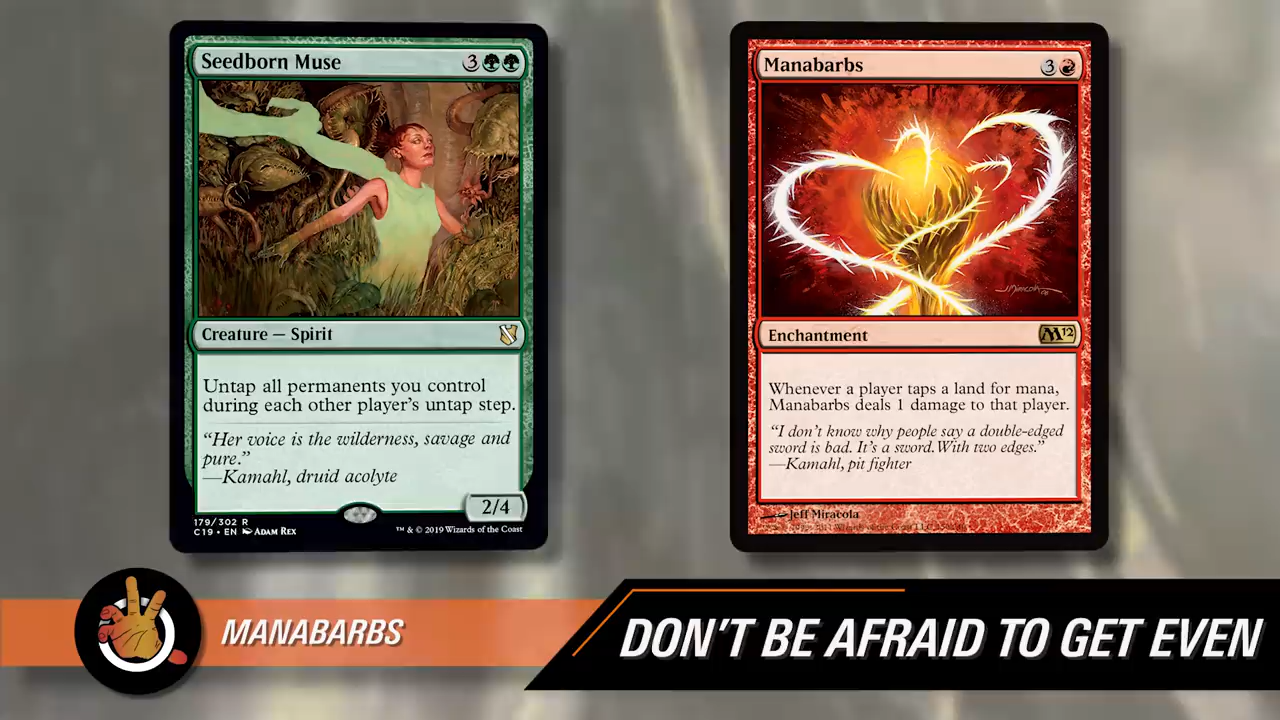 Seedborn Muse 3
Creature — Spirit
Untap all permanents you control
during each other player's untap step.
"Her voice is the wilderness, savage and
pure."
—Kamahl, druid acolyte
2/4
179/302 R
C19 • EN ADAM REX
™ & © 2019 Wizards of the Coast
Manabarbs 3
Enchantment M12
Whenever a player taps a land for mana,
Manabarbs deals 1 damage to that player.
"I don't know why people say a double-edged
sword is bad. It's a sword. With two edges."
—Kamahl, pit fighter
Jeff Miracola
MANABARBS
DON'T BE AFRAID TO GET EVEN